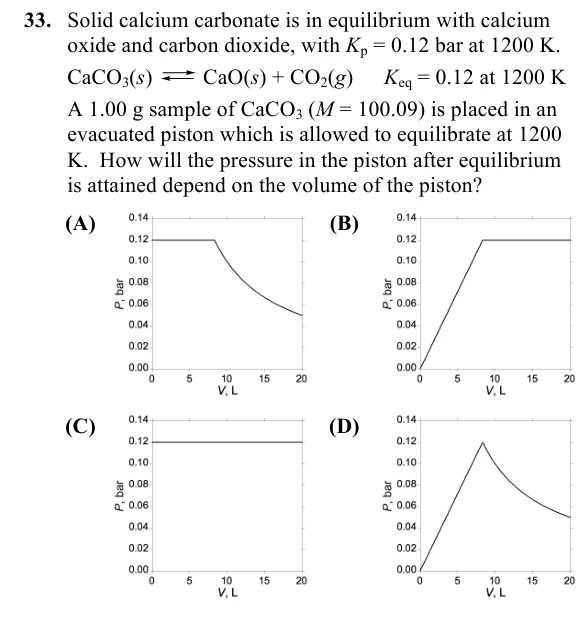 33. Solid calcium carbonate is in equilibrium with calcium
oxide and carbon dioxide, with Kp = 0.12 bar at 1200 K.
CaCO3(s) ⇌ CaO(s) + CO2(g) Keq = 0.12 at 1200 K
A 1.00 g sample of CaCO3 (M = 100.09) is placed in an
evacuated piston which is allowed to equilibrate at 1200
K. How will the pressure in the piston after equilibrium
is attained depend on the volume of the piston?
(A)
0.14
0.12
0.10
0.08
0.06
0.04
0.02
0.00
P, bar
0 5 10 15 20
V, L
(B)
0.14
0.12
0.10
0.08
0.06
0.04
0.02
0.00
P, bar
0 5 10 15 20
V, L
(C)
0.14
0.12
0.10
0.08
0.06
0.04
0.02
0.00
P, bar
0 5 10 15 20
V, L
(D)
0.14
0.12
0.10
0.08
0.06
0.04
0.02
0.00
P, bar
0 5 10 15 20
V, L